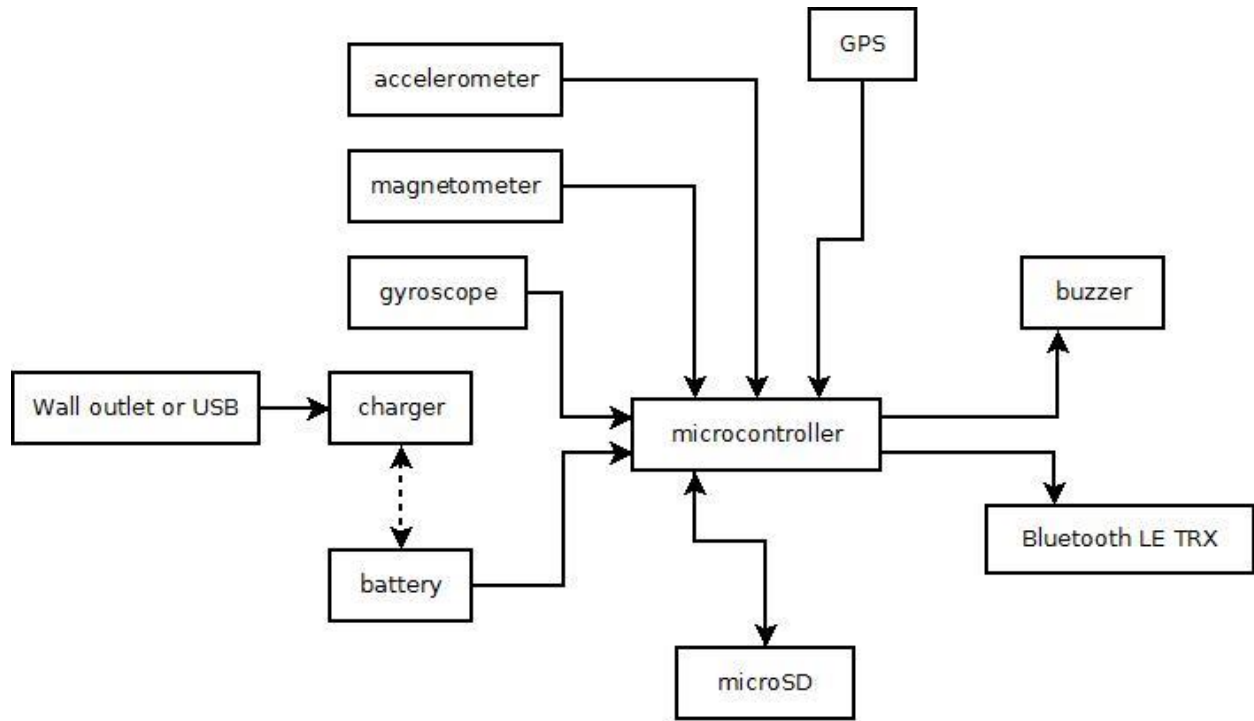 GPS
accelerometer
magnetometer
gyroscope
buzzer
Wall outlet or USB
charger
microcontroller
Bluetooth LE TRX
battery
microSD